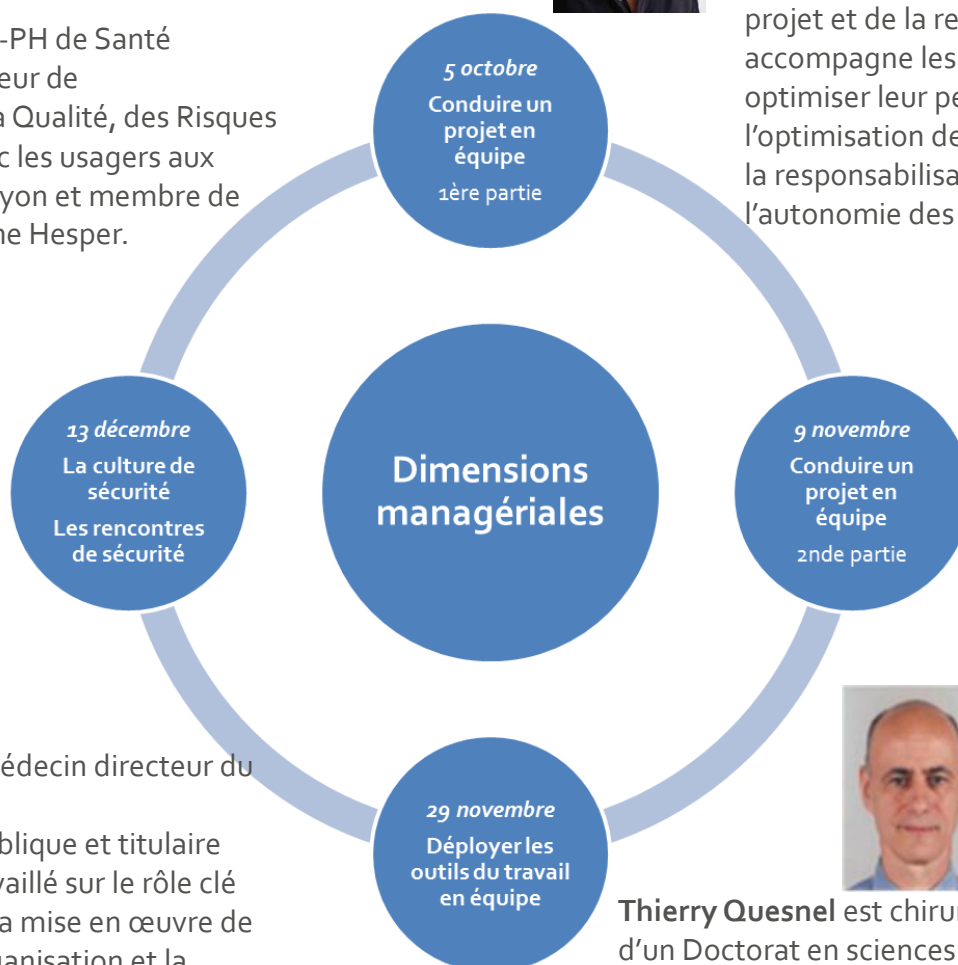 -PH de Santé
eur de
a Qualité, des Risques
c les usagers aux
yon et membre de
ne Hesper.
projet et de la re
accompagne les
optimiser leur pe
l’optimisation de
la responsabilisa
l’autonomie des
5 octobre
Conduire un
projet en
équipe
1ère partie
13 décembre
La culture de
sécurité
Les rencontres
de sécurité
Dimensions
managériales
9 novembre
Conduire un
projet en
équipe
2nde partie
29 novembre
Déployer les
outils du travail
en équipe
édecin directeur du
blique et titulaire
vaillé sur le rôle clé
a mise en œuvre de
ganisation et la
Thierry Quesnel est chirur
d’un Doctorat en sciences